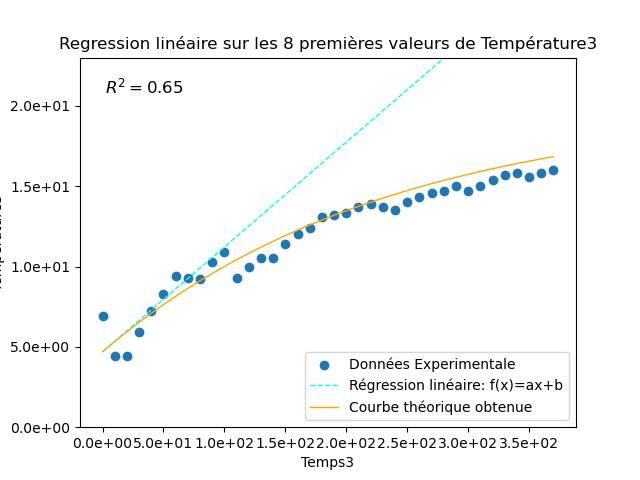 Regression linéaire sur les 8 premières valeurs de Température3
R² = 0.65
2.0e+01
1.5e+01
1.0e+01
5.0e+00
0.0e+00
Données Experimentale
Régression linéaire: f(x)=ax+b
Courbe théorique obtenue
0.0e+00 5.0e+01 1.0e+02 1.5e+02 2.0e+02 2.5e+02 3.0e+02 3.5e+02
Temps3